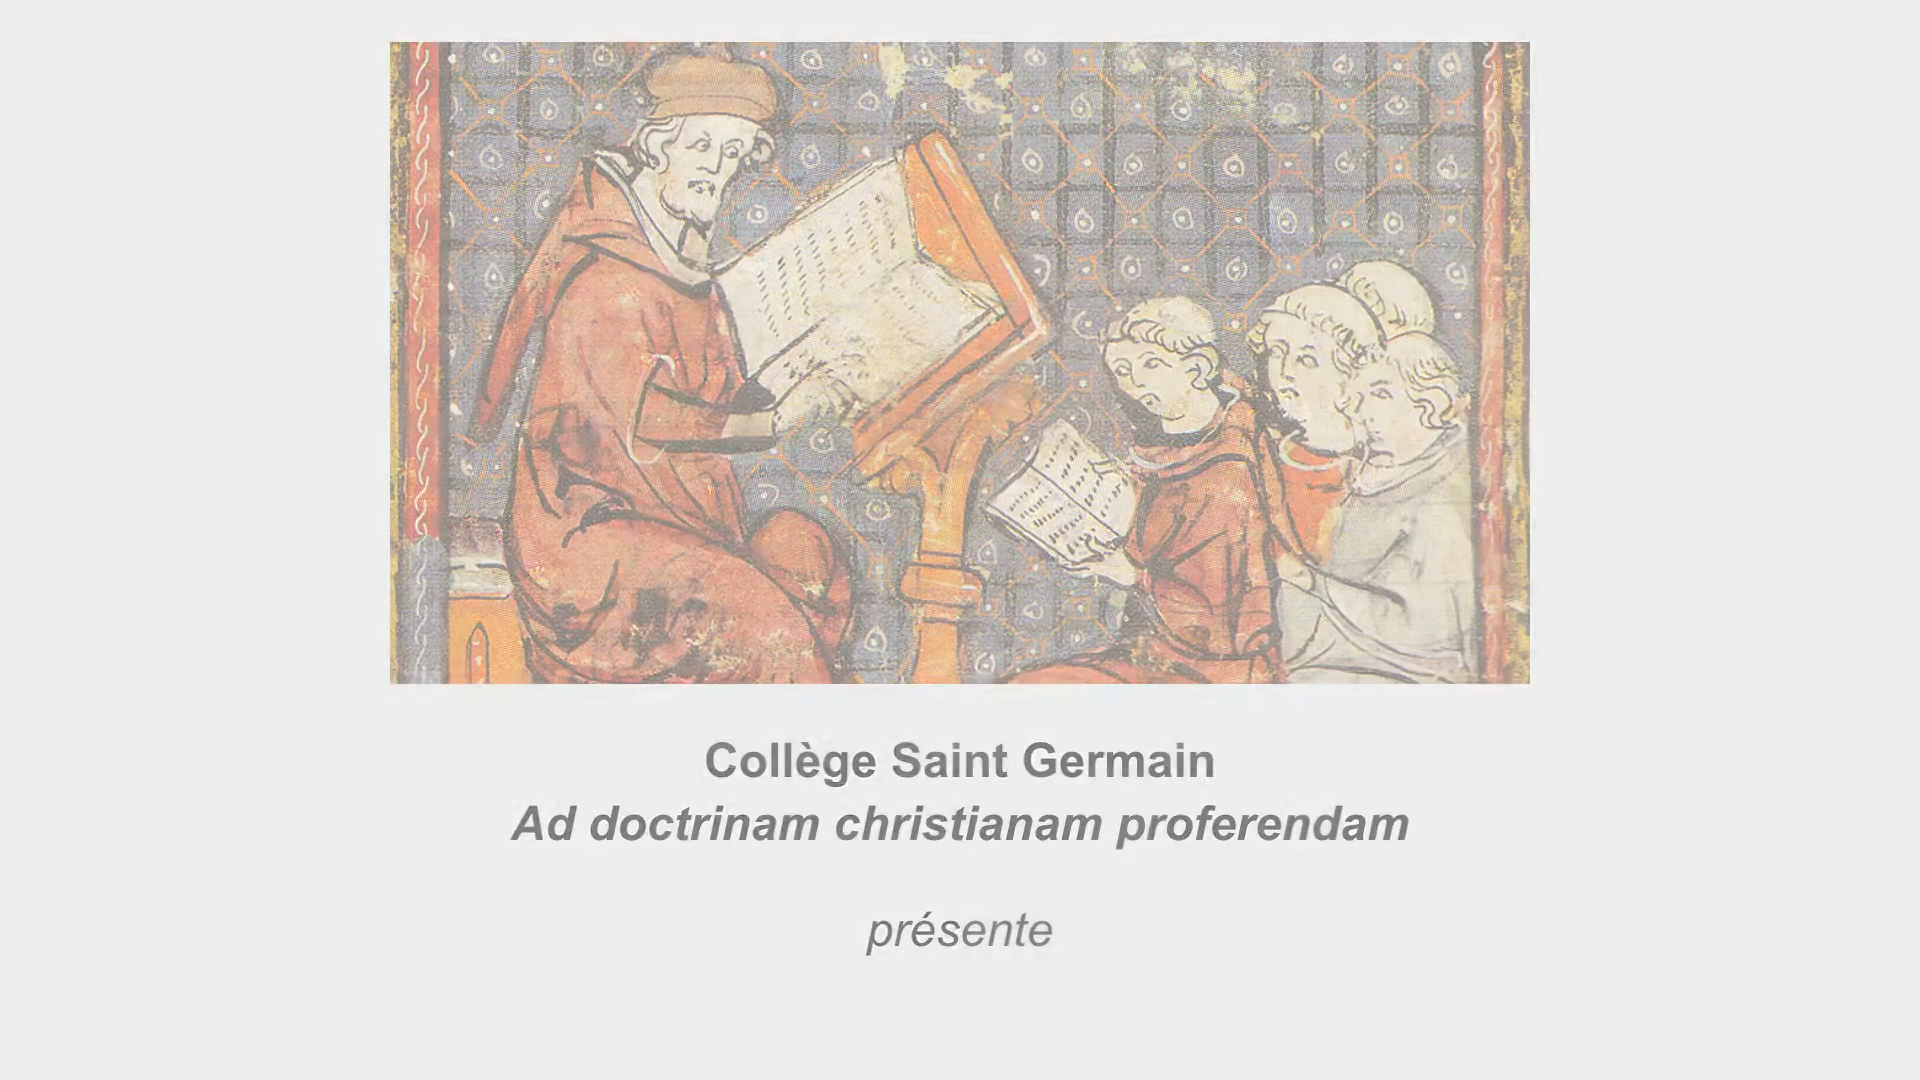 Collège Saint Germain
Ad doctrinam christianam proferendam
présente